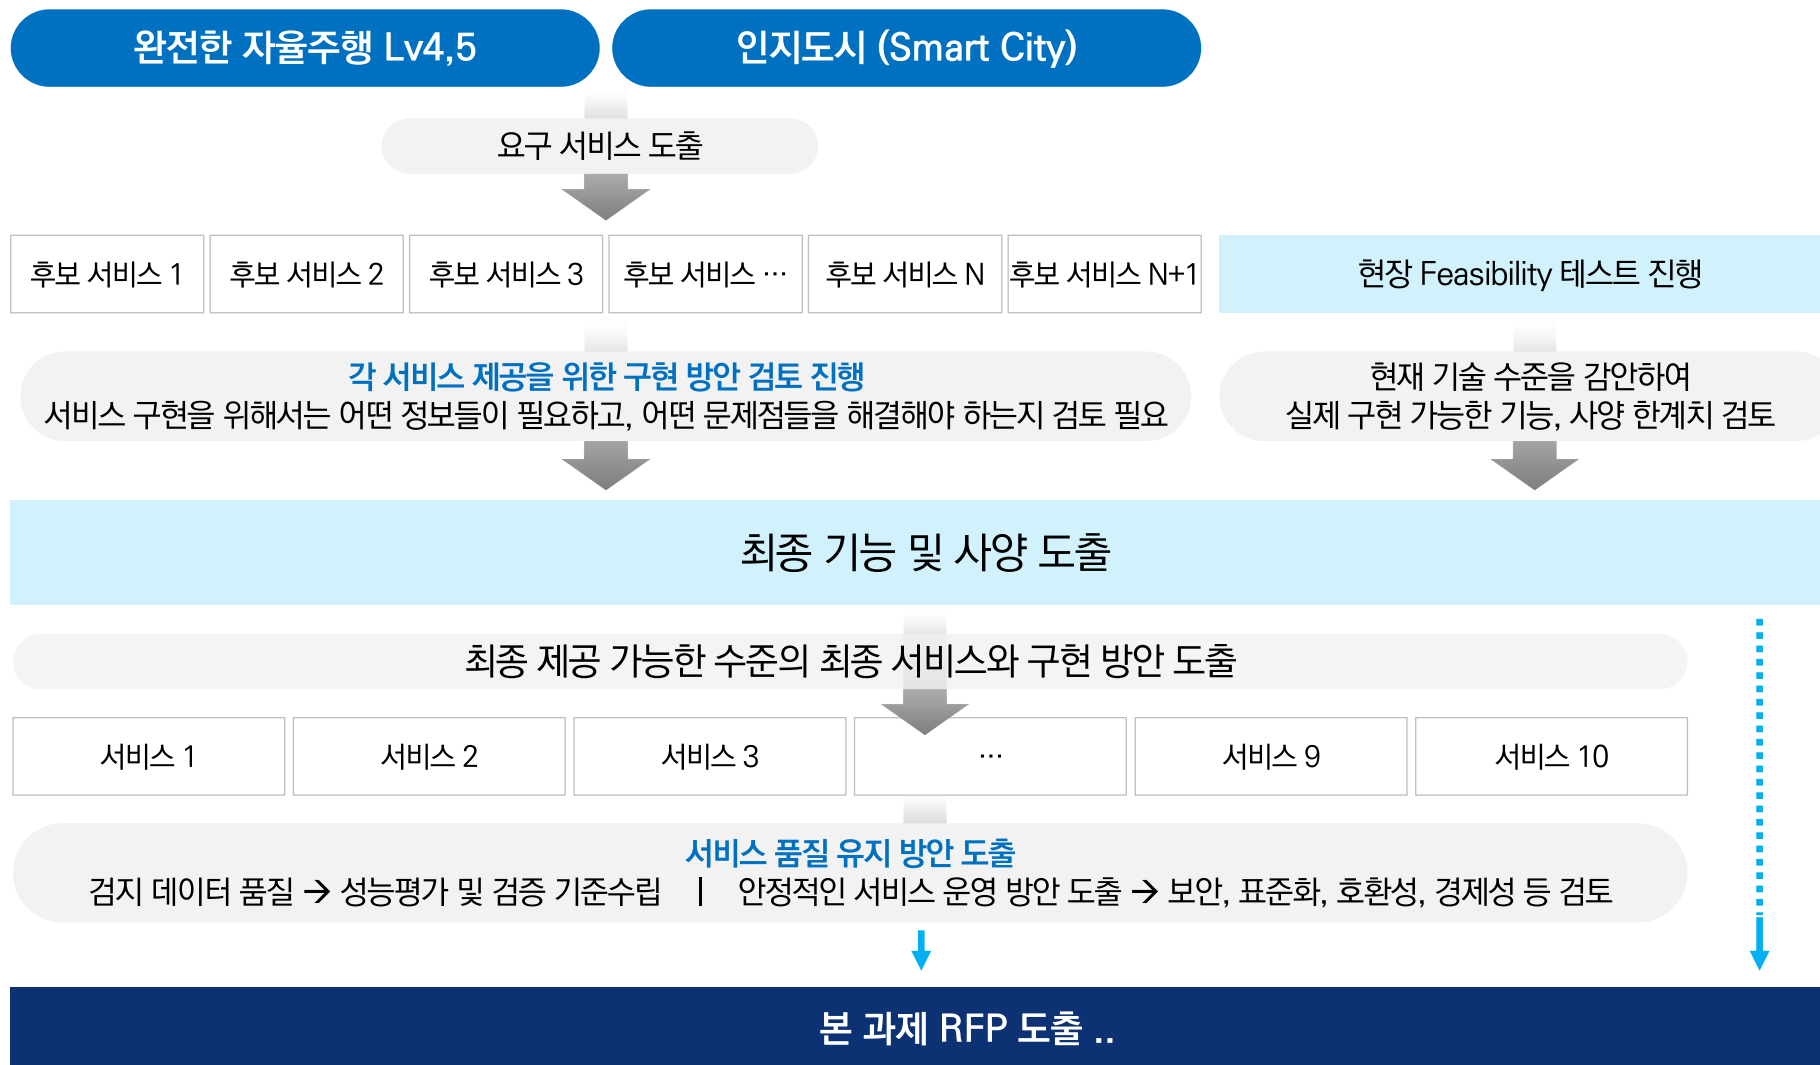 완전한 자율주행 Lv4,5
인지도시 (Smart City)
요구 서비스 도출
후보 서비스 1
후보 서비스 2
후보 서비스 3
후보 서비스 …
후보 서비스 N
후보 서비스 N+1
현장 Feasibility 테스트 진행
각 서비스 제공을 위한 구현 방안 검토 진행
서비스 구현을 위해서는 어떤 정보들이 필요하고, 어떤 문제점들을 해결해야 하는지 검토 필요
현재 기술 수준을 감안하여
실제 구현 가능한 기능, 사양 한계치 검토
최종 기능 및 사양 도출
최종 제공 가능한 수준의 최종 서비스와 구현 방안 도출
서비스 1
서비스 2
서비스 3
…
서비스 9
서비스 10
서비스 품질 유지 방안 도출
검지 데이터 품질 → 성능평가 및 검증 기준수립 | 안정적인 서비스 운영 방안 도출 → 보안, 표준화, 호환성, 경제성 등 검토
본 과제 RFP 도출 ..